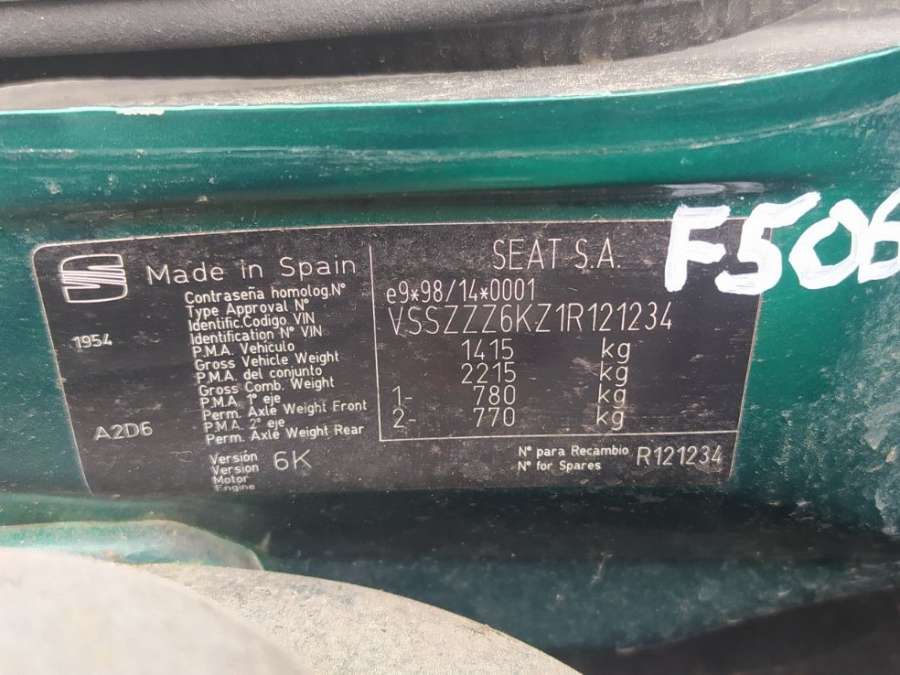 SEAT S.A.
F506
Made in Spain
Contraseña homolog.Nº
Type Approval Nº
e9*98/14*0001
Identific.Codigo VIN
Identification Nº VIN
VSSZZZ6KZ1R121234
1954
P.M.A. Vehículo
Gross Vehicle Weight
1415 kg
P.M.A. del conjunto
Gross Comb. Weight
2215 kg
P.M.A. 1º eje
Perm. Axle Weight Front
1- 780 kg
P.M.A. 2º eje
Perm. Axle Weight Rear
2- 770 kg
A2D6
Versión
Version
6K
Motor
Engine
Nº para Recambio
Nº for Spares
R121234